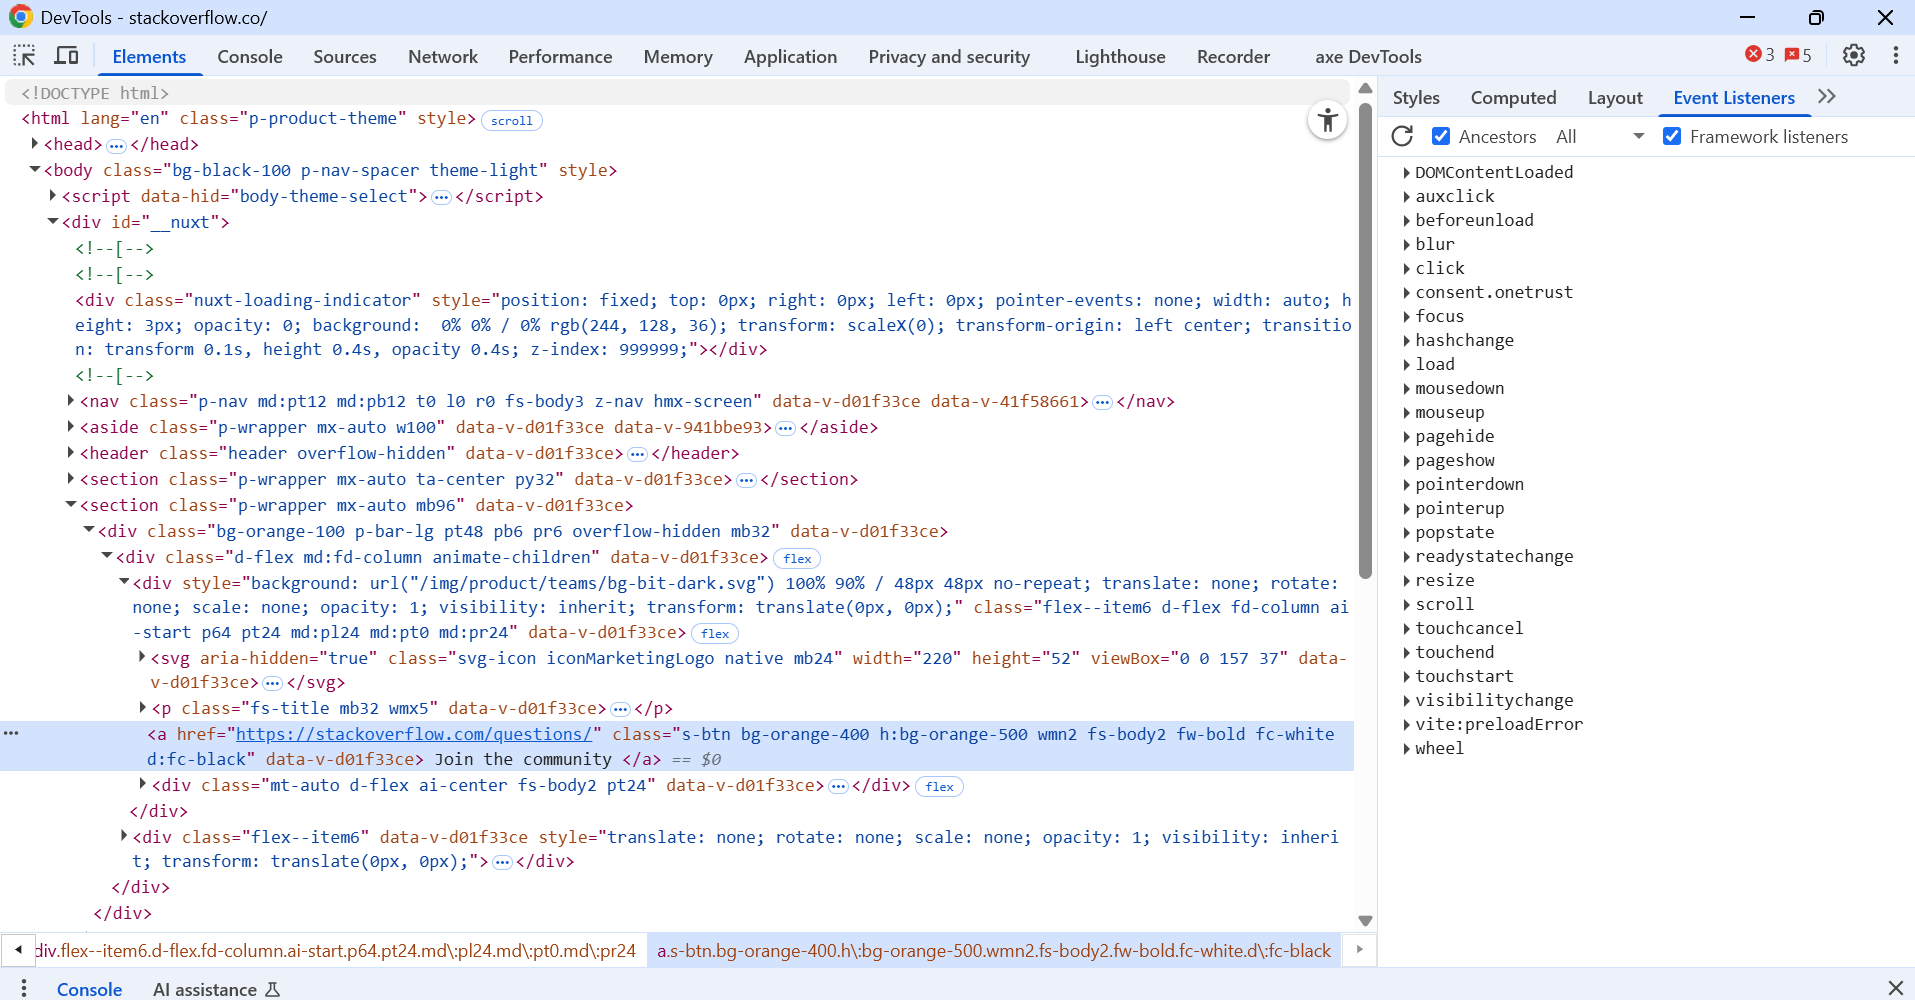 DevTools - stackoverflow.co/
Elements Console Sources Network Performance Memory Application Privacy and security Lighthouse Recorder axe DevTools 3 5
<!DOCTYPE html>
<html lang="en" class="p-product-theme" style> scroll
<head> ••• </head>
<body class="bg-black-100 p-nav-spacer theme-light" style>
<script data-hid="body-theme-select"> ••• </script>
<div id="__nuxt">
<!--[-->
<!--[-->
<div class="nuxt-loading-indicator" style="position: fixed; top: 0px; right: 0px; left: 0px; pointer-events: none; width: auto; h
eight: 3px; opacity: 0; background:  0% 0% / 0% rgb(244, 128, 36); transform: scaleX(0); transform-origin: left center; transitio
n: transform 0.1s, height 0.4s, opacity 0.4s; z-index: 999999;"></div>
<!--[-->
<nav class="p-nav md:pt12 md:pb12 t0 l0 r0 fs-body3 z-nav hmx-screen" data-v-d01f33ce data-v-41f58661> ••• </nav>
<aside class="p-wrapper mx-auto w100" data-v-d01f33ce data-v-941bbe93> ••• </aside>
<header class="header overflow-hidden" data-v-d01f33ce> ••• </header>
<section class="p-wrapper mx-auto ta-center py32" data-v-d01f33ce> ••• </section>
<section class="p-wrapper mx-auto mb96" data-v-d01f33ce>
<div class="bg-orange-100 p-bar-lg pt48 pb6 pr6 overflow-hidden mb32" data-v-d01f33ce>
<div class="d-flex md:fd-column animate-children" data-v-d01f33ce> flex
<div style="background: url("/img/product/teams/bg-bit-dark.svg") 100% 90% / 48px 48px no-repeat; translate: none; rotate:
none; scale: none; opacity: 1; visibility: inherit; transform: translate(0px, 0px);" class="flex--item6 d-flex fd-column ai
-start p64 pt24 md:pl24 md:pt0 md:pr24" data-v-d01f33ce> flex
<svg aria-hidden="true" class="svg-icon iconMarketingLogo native mb24" width="220" height="52" viewBox="0 0 157 37" data-
v-d01f33ce> ••• </svg>
<p class="fs-title mb32 wmx5" data-v-d01f33ce> ••• </p>
••• <a href="https://stackoverflow.com/questions/" class="s-btn bg-orange-400 h:bg-orange-500 wmn2 fs-body2 fw-bold fc-white
d:fc-black" data-v-d01f33ce> Join the community </a> == $0
<div class="mt-auto d-flex ai-center fs-body2 pt24" data-v-d01f33ce> ••• </div> flex
</div>
<div class="flex--item6" data-v-d01f33ce style="translate: none; rotate: none; scale: none; opacity: 1; visibility: inheri
t; transform: translate(0px, 0px);"> ••• </div>
</div>
</div>
div.flex--item6.d-flex.fd-column.ai-start.p64.pt24.md\:pl24.md\:pt0.md\:pr24 a.s-btn.bg-orange-400.h\:bg-orange-500.wmn2.fs-body2.fw-bold.fc-white.d\:fc-black
Styles Computed Layout Event Listeners
Ancestors All Framework listeners
DOMContentLoaded
auxclick
beforeunload
blur
click
consent.onetrust
focus
hashchange
load
mousedown
mouseup
pagehide
pageshow
pointerdown
pointerup
popstate
readystatechange
resize
scroll
touchcancel
touchend
touchstart
visibilitychange
vite:preloadError
wheel
Console AI assistance